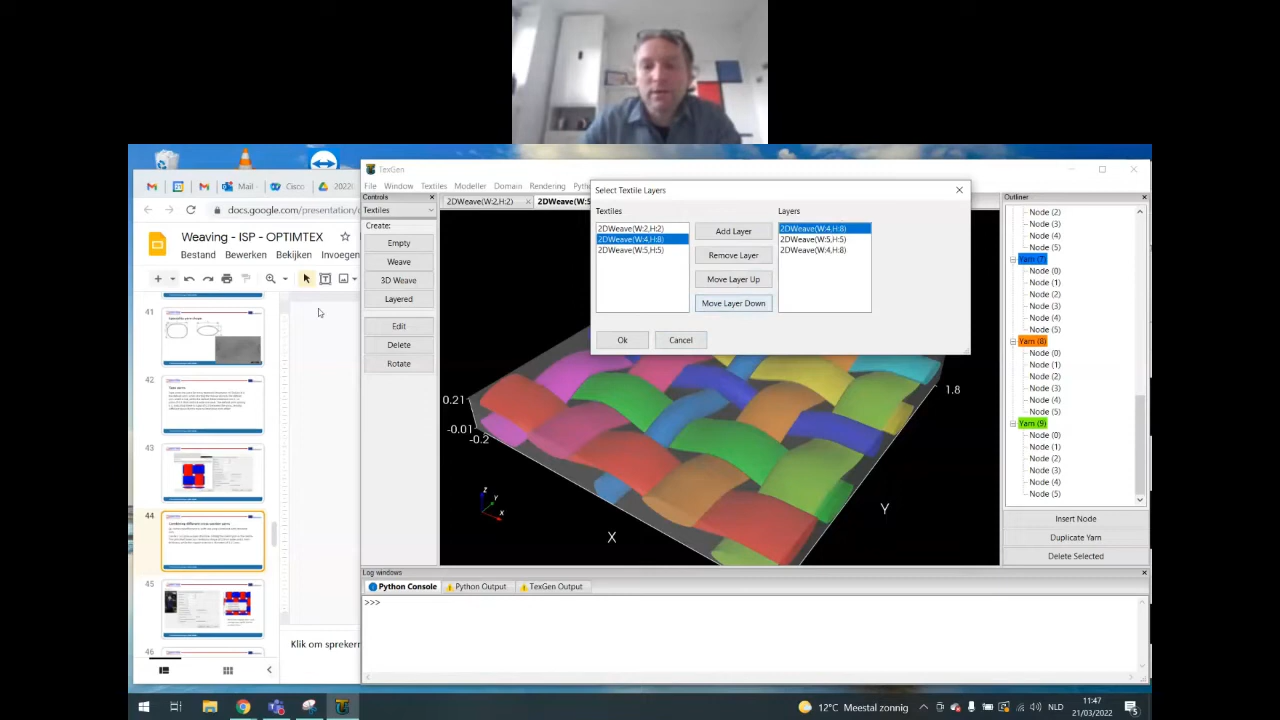 TexGen
File Window Textiles Modeller Domain Rendering
Select Textile Layers
Textiles
Layers
2DWeave(W:2,H:2)
2DWeave(W:4,H:8)
2DWeave(W:5,H:5)
Add Layer
Remove Layer
Move Layer Up
Move Layer Down
2DWeave(W:4,H:8)
2DWeave(W:5,H:5)
2DWeave(W:4,H:8)
Ok
Cancel
Mail
Cisco
docs.google.com/presentation/
Weaving - ISP - OPTIMTEX
Bestand Bewerken Bekijken Invoegen
41
42
43
44
45
46
Klik om sprekern
Controls
Textiles
Create:
Empty
Weave
3D Weave
Layered
Edit
Delete
Rotate
2DWeave(W:2,H:2)
0.21
-0.01
-0.2
1.8
X
Y
Z
Y
X
Outliner
Node (2)
Node (3)
Node (4)
Node (5)
Yarn (7)
Node (0)
Node (1)
Node (2)
Node (3)
Node (4)
Node (5)
Yarn (8)
Node (0)
Node (1)
Node (2)
Node (3)
Node (4)
Node (5)
Yarn (9)
Node (0)
Node (1)
Node (2)
Node (3)
Node (4)
Node (5)
Insert Node
Duplicate Yarn
Delete Selected
Log windows
Python Console
Python Output
TexGen Output
>>>
12°C Meestal zonnig
NLD
11:47
21/03/2022
5